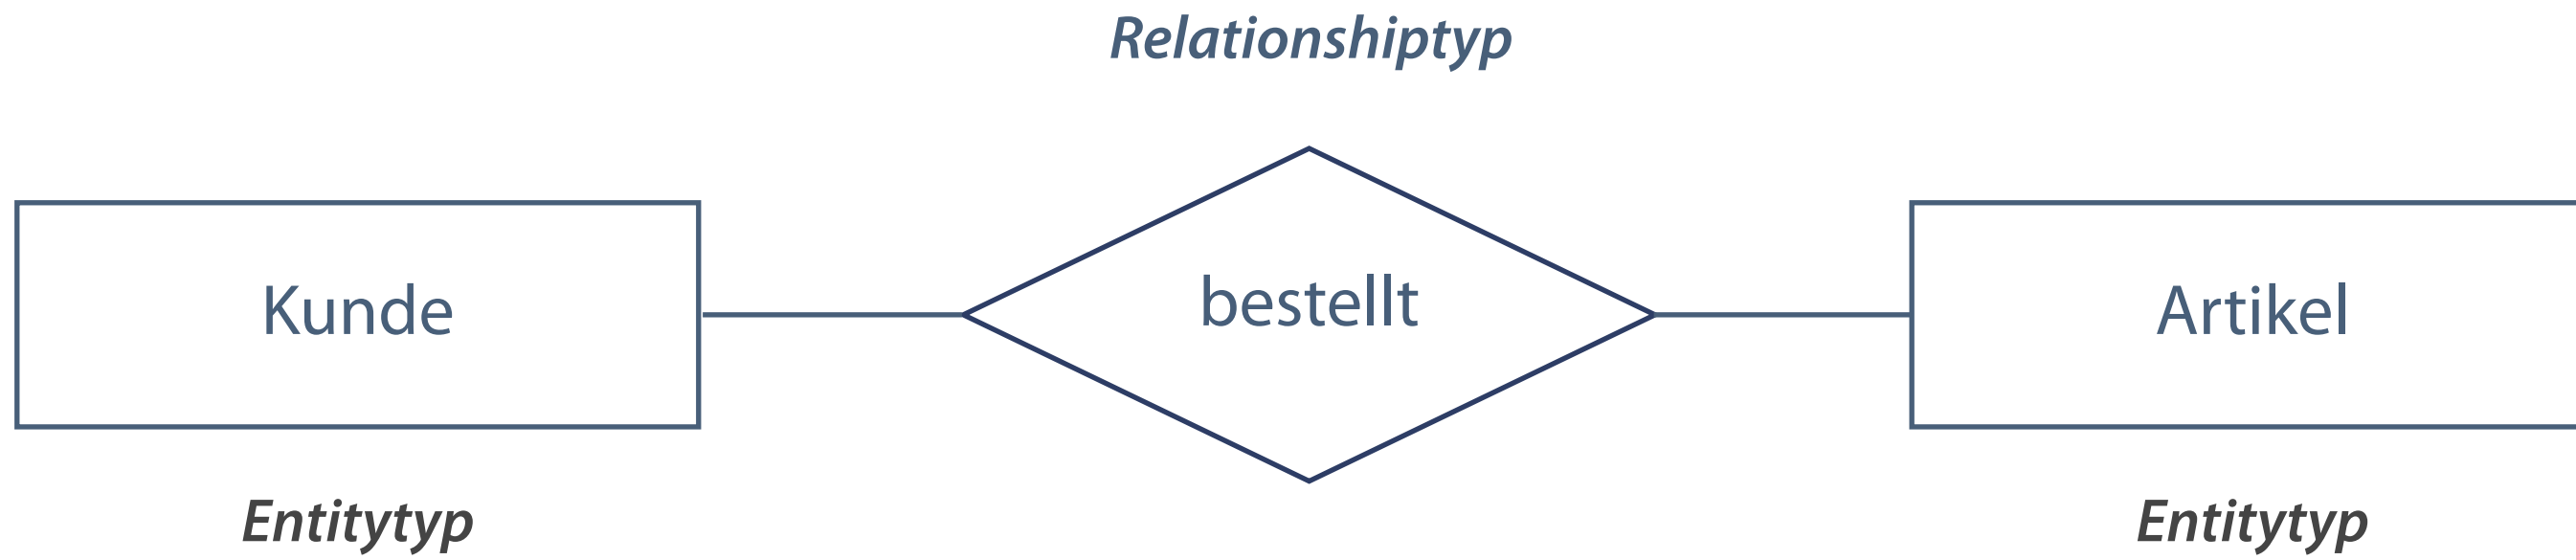 Relationshiptyp
Kunde
bestellt
Artikel
Entitytyp
Entitytyp